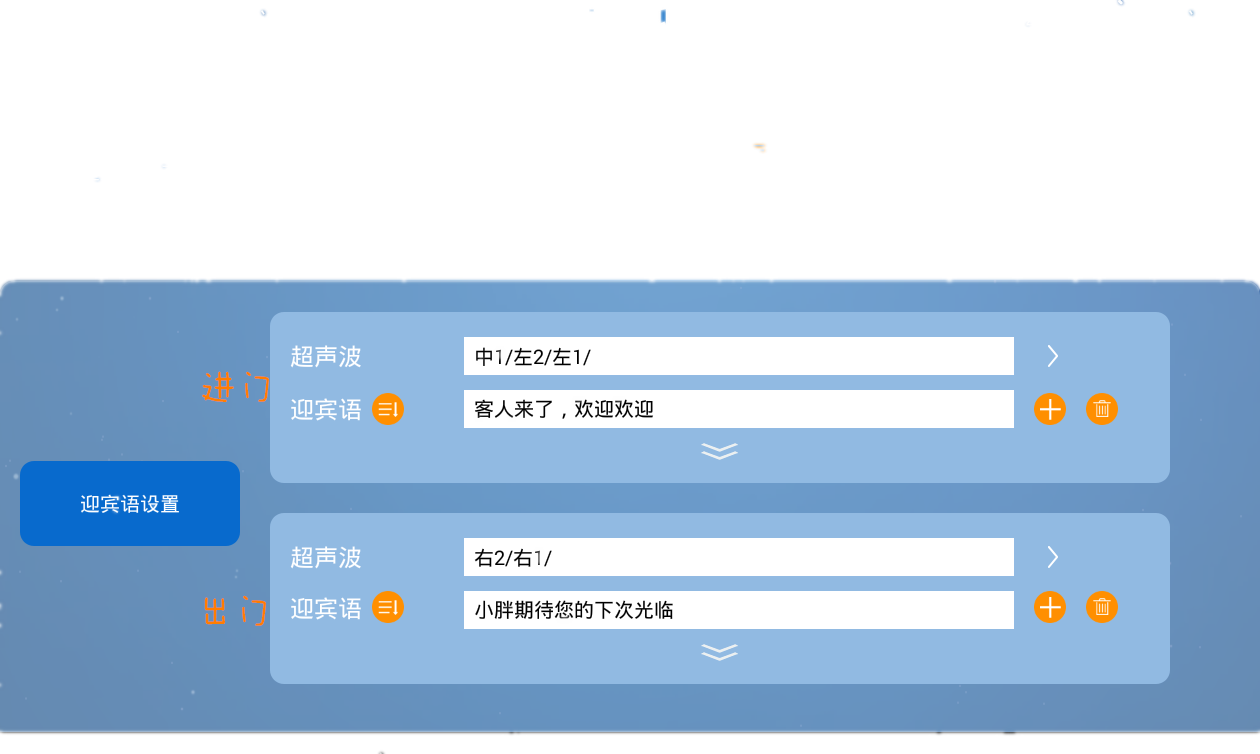 超声波 中1/左2/左1/
进门
迎宾语 客人来了，欢迎欢迎
迎宾语设置
超声波 右2/右1/
出门
迎宾语 小胖期待您的下次光临